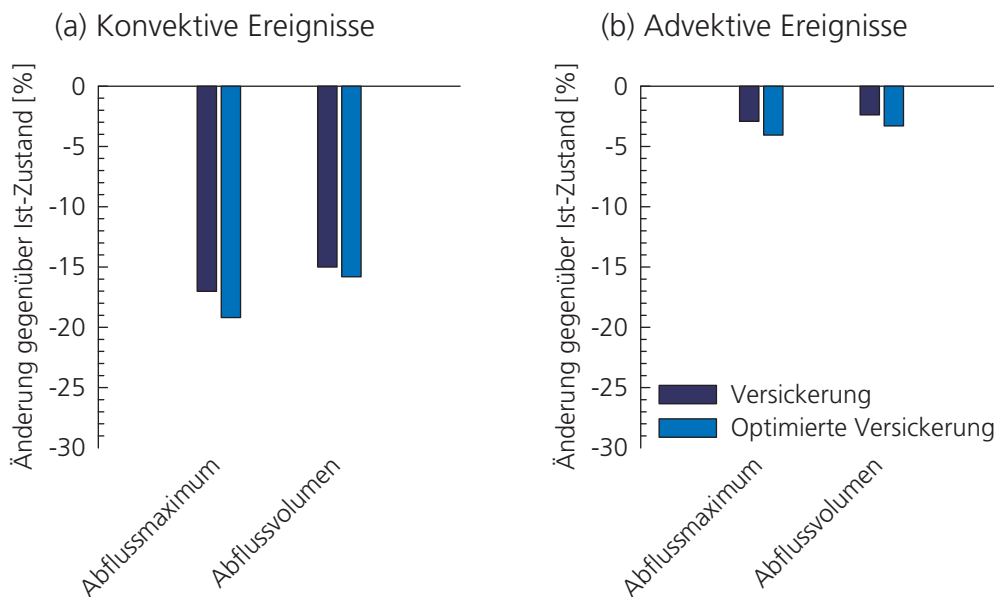 (a) Konvektive Ereignisse
Änderung gegenüber Ist-Zustand [%]
0
-5
-10
-15
-20
-25
-30
Abflussmaximum
Abflussvolumen
(b) Advektive Ereignisse
Änderung gegenüber Ist-Zustand [%]
0
-5
-10
-15
-20
-25
-30
Versickerung
Optimierte Versickerung
Abflussmaximum
Abflussvolumen